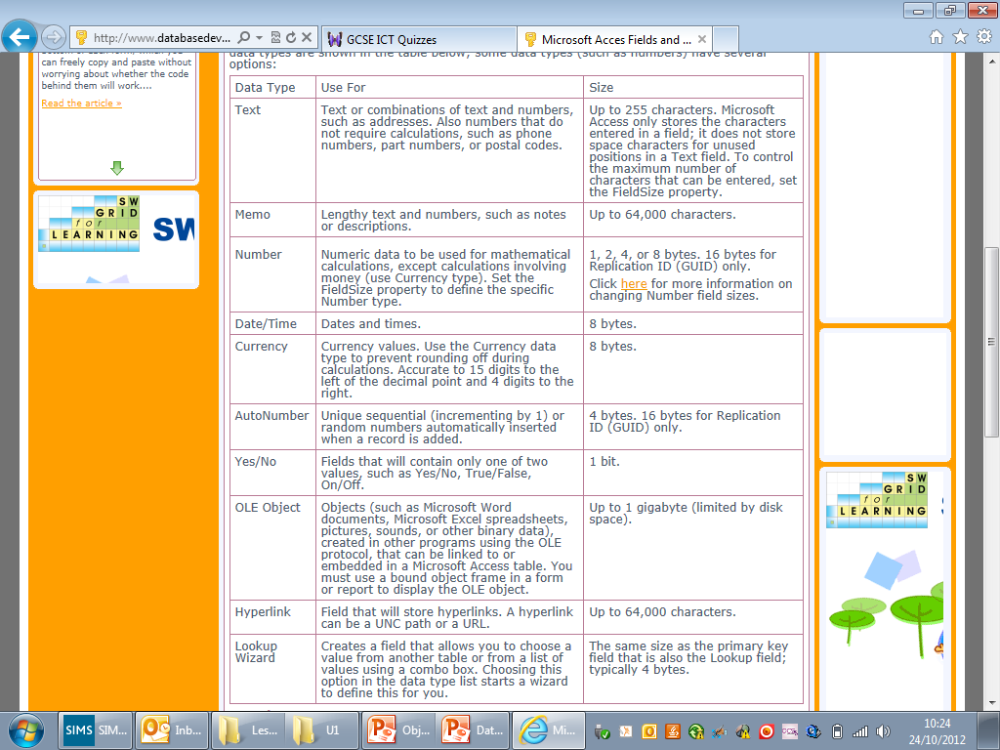 http://www.databasedev...
GCSE ICT Quizzes
Microsoft Acces Fields and ...
can freely copy and paste without
worrying about whether the code
behind them will work....
Read the article »
SW
GRID
for
LEARNING
SW
data types are shown in the table below, some data types (such as numbers) have several
options:
Data Type
Use For
Size
Text
Text or combinations of text and numbers,
such as addresses. Also numbers that do
not require calculations, such as phone
numbers, part numbers, or postal codes.
Up to 255 characters. Microsoft
Access only stores the characters
entered in a field; it does not store
space characters for unused
positions in a Text field. To control
the maximum number of
characters that can be entered, set
the FieldSize property.
Memo
Lengthy text and numbers, such as notes
or descriptions.
Up to 64,000 characters.
Number
Numeric data to be used for mathematical
calculations, except calculations involving
money (use Currency type). Set the
FieldSize property to define the specific
Number type.
1, 2, 4, or 8 bytes. 16 bytes for
Replication ID (GUID) only.
Click here for more information on
changing Number field sizes.
Date/Time
Dates and times.
8 bytes.
Currency
Currency values. Use the Currency data
type to prevent rounding off during
calculations. Accurate to 15 digits to the
left of the decimal point and 4 digits to the
right.
8 bytes.
AutoNumber
Unique sequential (incrementing by 1) or
random numbers automatically inserted
when a record is added.
4 bytes. 16 bytes for Replication
ID (GUID) only.
Yes/No
Fields that will contain only one of two
values, such as Yes/No, True/False,
On/Off.
1 bit.
OLE Object
Objects (such as Microsoft Word
documents, Microsoft Excel spreadsheets,
pictures, sounds, or other binary data),
created in other programs using the OLE
protocol, that can be linked to or
embedded in a Microsoft Access table. You
must use a bound object frame in a form
or report to display the OLE object.
Up to 1 gigabyte (limited by disk
space).
Hyperlink
Field that will store hyperlinks. A hyperlink
can be a UNC path or a URL.
Up to 64,000 characters.
Lookup
Wizard
Creates a field that allows you to choose a
value from another table or from a list of
values using a combo box. Choosing this
option in the data type list starts a wizard
to define this for you.
The same size as the primary key
field that is also the Lookup field;
typically 4 bytes.
SW
GRID
for
LEARNING
SIMS
SIM...
Inb...
Les...
U1
Obj...
Dat...
Mi...
10:24
24/10/2012